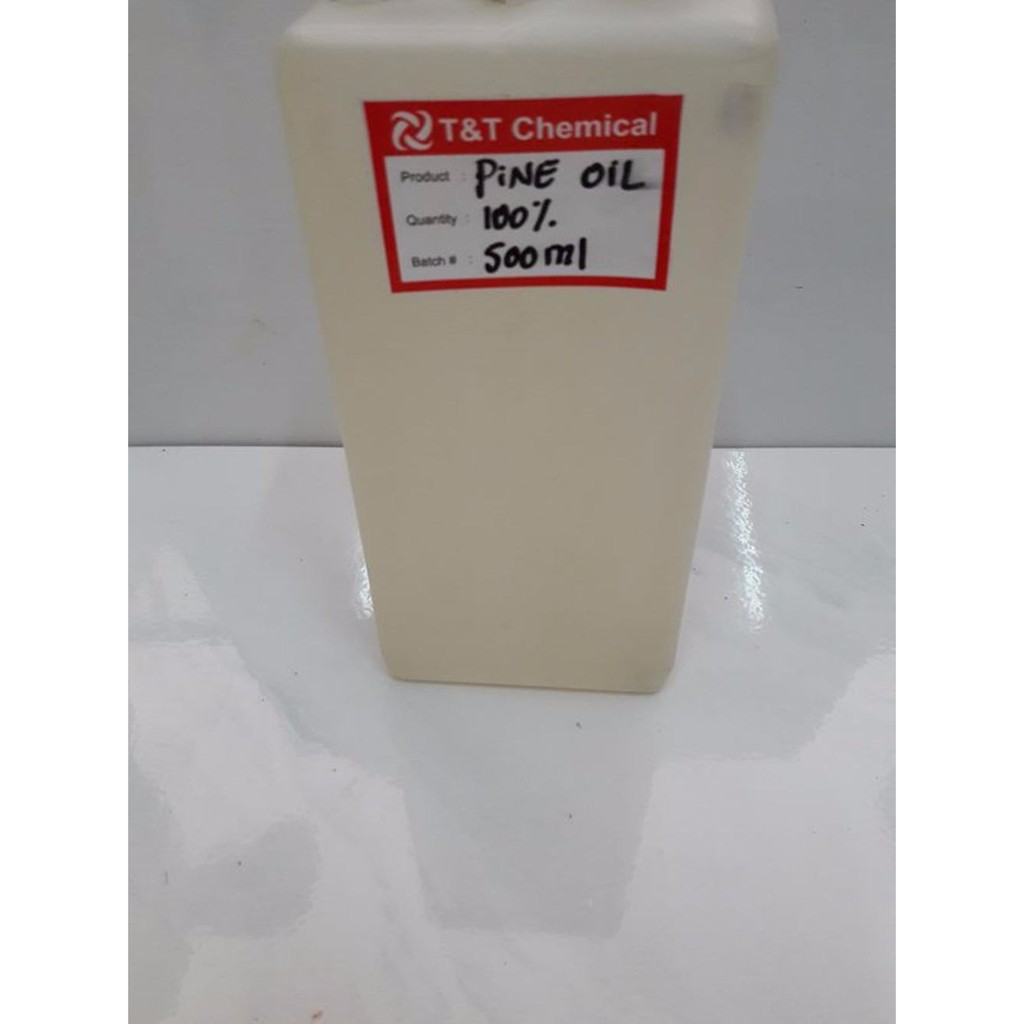 T&T Chemical
Product : PiNE OiL
Quantity : 100%.
Batch # : 500ml